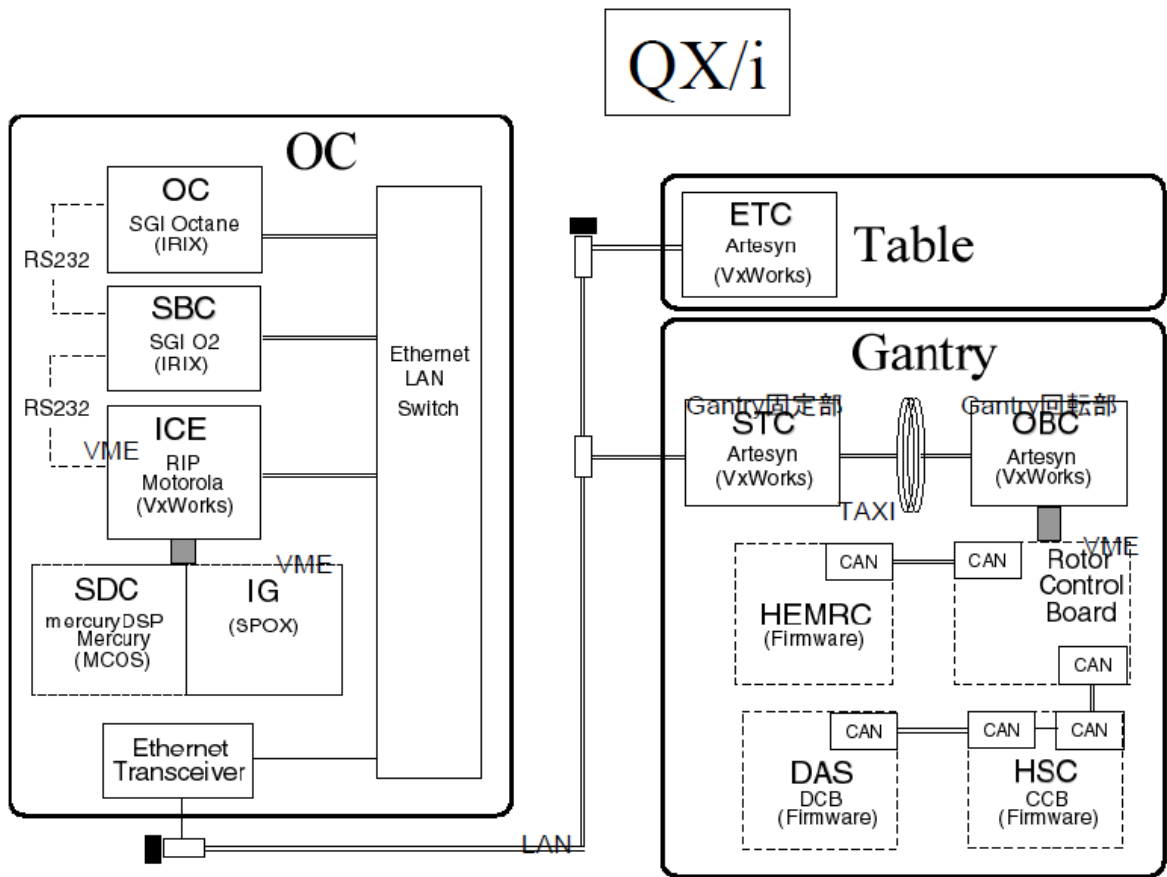 QX/i
OC
OC
SGI Octane
(IRIX)
RS232
SBC
SGI O2
(IRIX)
RS232
VME
ICE
RIP
Motorola
(VxWorks)
VME
SDC
mercuryDSP
Mercury
(MCOS)
IG
(SPOX)
Ethernet
LAN
Switch
Ethernet
Transceiver
LAN
ETC
Artesyn
(VxWorks)
Table
Gantry
Gantry固定部
STC
Artesyn
(VxWorks)
TAXI
Gantry回転部
OBC
Artesyn
(VxWorks)
VME
CAN
HEMRC
(Firmware)
CAN
Rotor
Control
Board
CAN
CAN
DAS
DCB
(Firmware)
CAN
CAN
HSC
CCB
(Firmware)